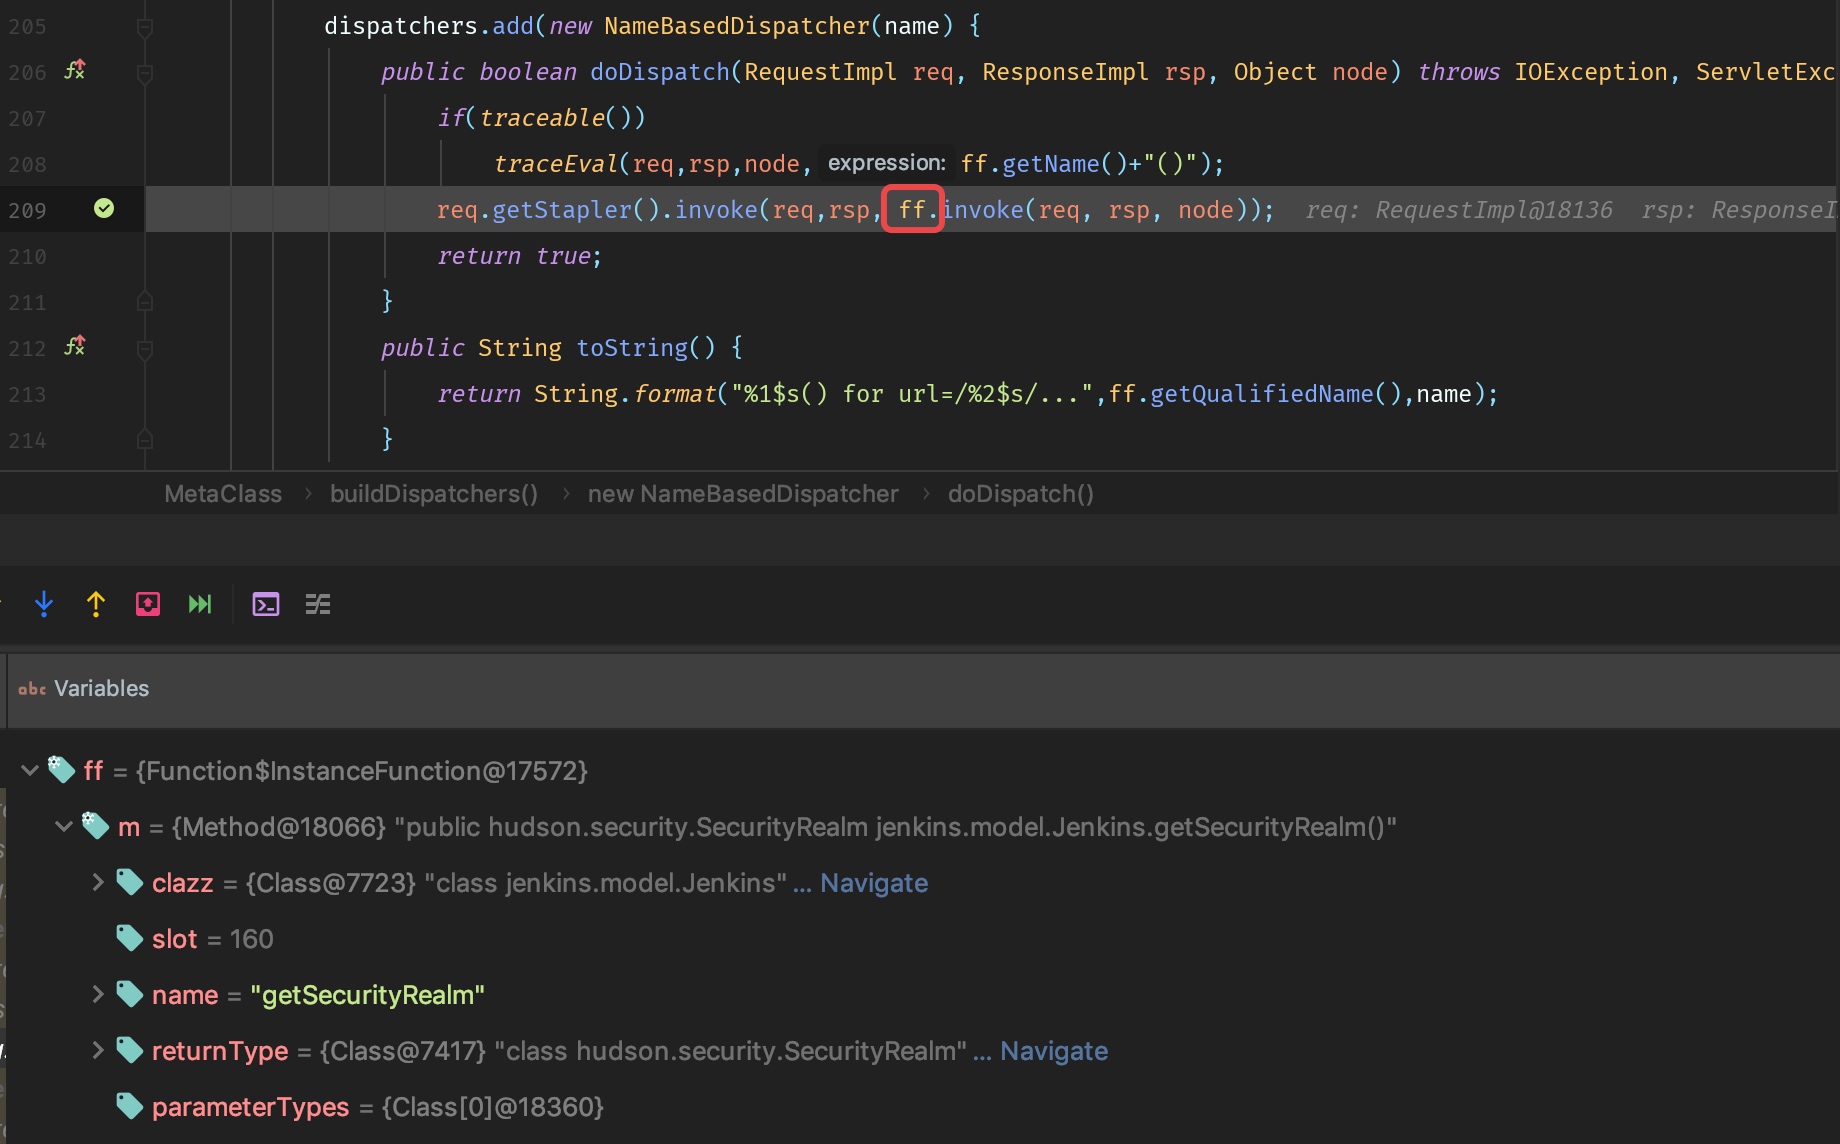 205 dispatchers.add(new NameBasedDispatcher(name) {
206 public boolean doDispatch(RequestImpl req, ResponseImpl rsp, Object node) throws IOException, ServletExc
207 if(traceable())
208 traceEval(req,rsp,node, expression: ff.getName()+"()");
209 req.getStapler().invoke(req,rsp, ff.invoke(req, rsp, node)); req: RequestImpl@18136 rsp: ResponseI
210 return true;
211 }
212 public String toString() {
213 return String.format("%1$s() for url=/%2$s/...",ff.getQualifiedName(),name);
214 }
MetaClass › buildDispatchers() › new NameBasedDispatcher › doDispatch()
abc Variables
ff = {Function$InstanceFunction@17572}
m = {Method@18066} "public hudson.security.SecurityRealm jenkins.model.Jenkins.getSecurityRealm()"
clazz = {Class@7723} "class jenkins.model.Jenkins" ... Navigate
slot = 160
name = "getSecurityRealm"
returnType = {Class@7417} "class hudson.security.SecurityRealm" ... Navigate
parameterTypes = {Class[0]@18360}